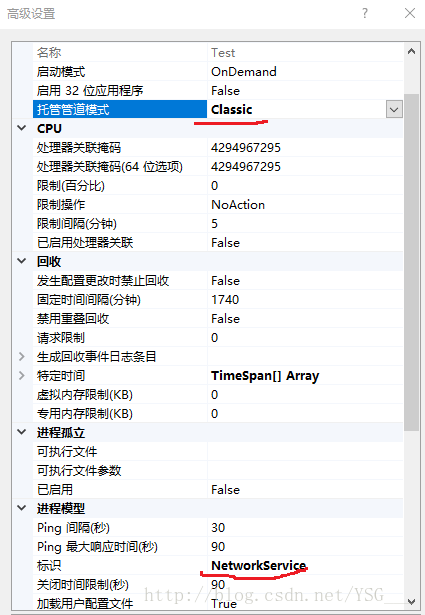 高级设置
名称 Test
启动模式 OnDemand
启用 32 位应用程序 False
托管管道模式 Classic
CPU
处理器关联掩码 4294967295
处理器关联掩码(64 位选项) 4294967295
限制(百分比) 0
限制操作 NoAction
限制间隔(分钟) 5
已启用处理器关联 False
回收
发生配置更改时禁止回收 False
固定时间间隔(分钟) 1740
禁用重叠回收 False
请求限制 0
生成回收事件日志条目
特定时间 TimeSpan[] Array
虚拟内存限制(KB) 0
专用内存限制(KB) 0
进程孤立
可执行文件
可执行文件参数
已启用 False
进程模型
Ping 间隔(秒) 30
Ping 最大响应时间(秒) 90
标识 NetworkService
关闭时间限制(秒) 90
加载用户配置文件 True
http://blog.csdn.net/YSG_